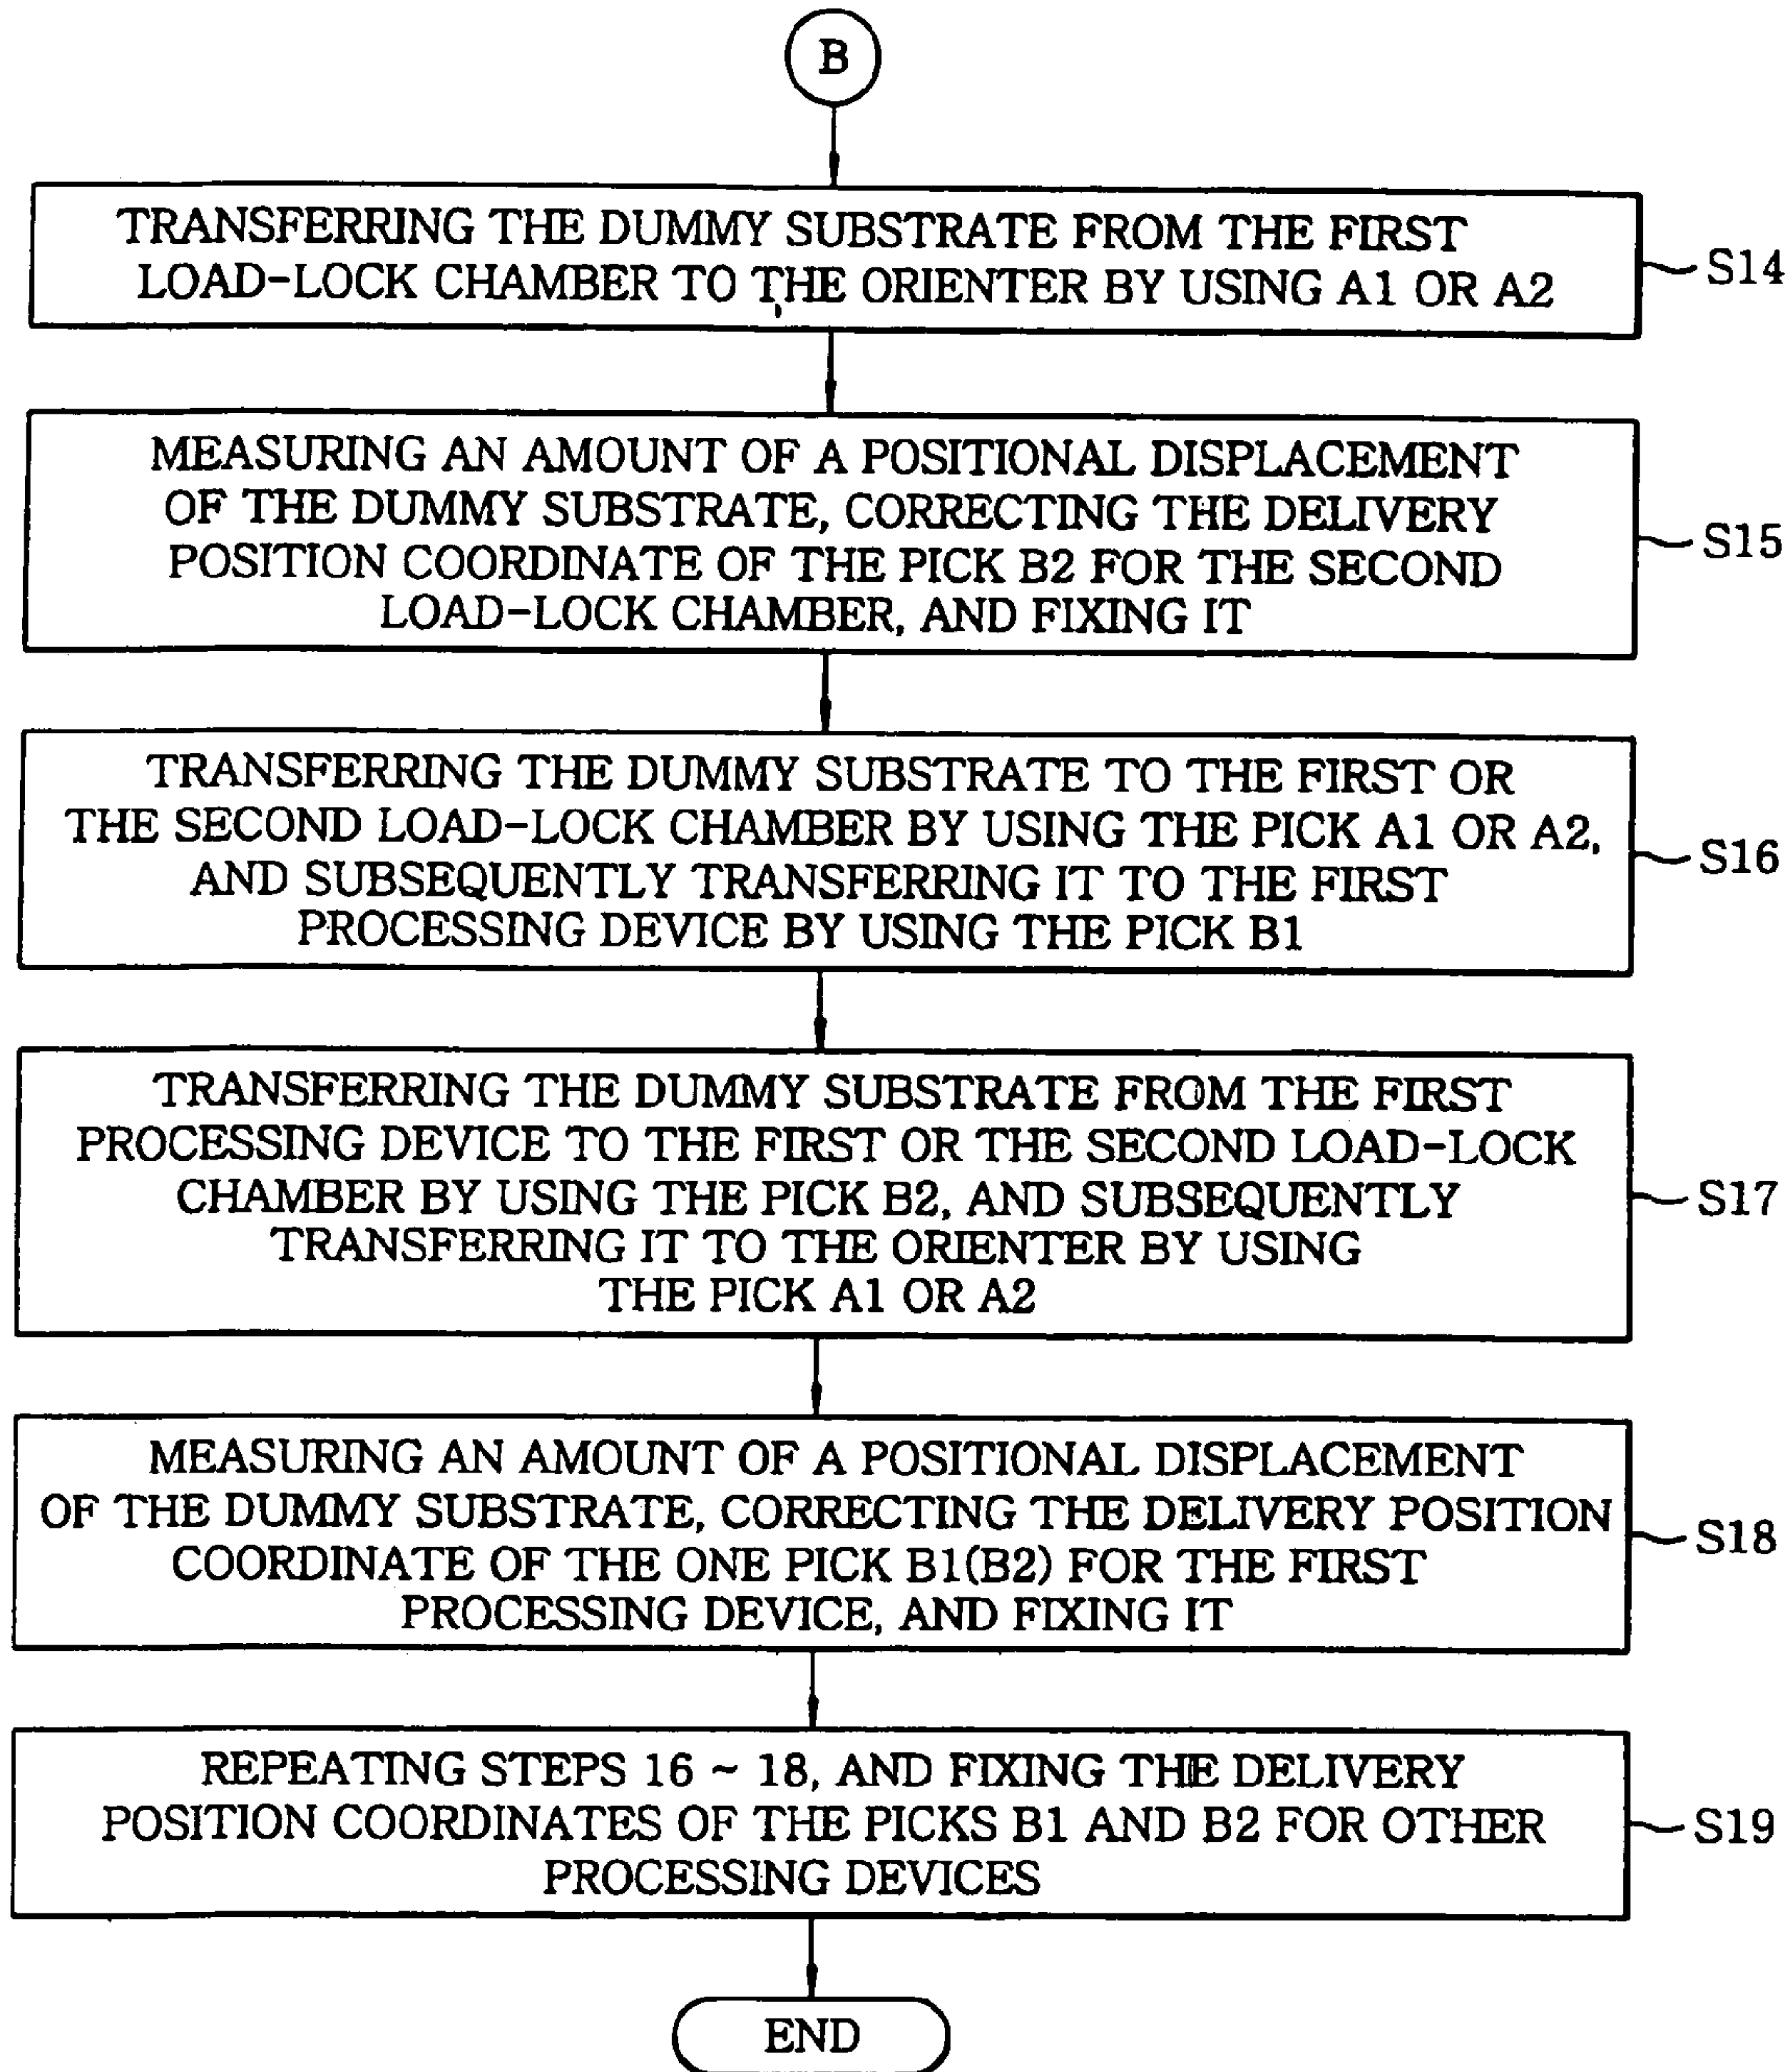 B
TRANSFERRING THE DUMMY SUBSTRATE FROM THE FIRST
LOAD-LOCK CHAMBER TO THE ORIENTER BY USING A1 OR A2
S14
MEASURING AN AMOUNT OF A POSITIONAL DISPLACEMENT
OF THE DUMMY SUBSTRATE, CORRECTING THE DELIVERY
POSITION COORDINATE OF THE PICK B2 FOR THE SECOND
LOAD-LOCK CHAMBER, AND FIXING IT
S15
TRANSFERRING THE DUMMY SUBSTRATE TO THE FIRST OR
THE SECOND LOAD-LOCK CHAMBER BY USING THE PICK A1 OR A2,
AND SUBSEQUENTLY TRANSFERRING IT TO THE FIRST
PROCESSING DEVICE BY USING THE PICK B1
S16
TRANSFERRING THE DUMMY SUBSTRATE FROM THE FIRST
PROCESSING DEVICE TO THE FIRST OR THE SECOND LOAD-LOCK
CHAMBER BY USING THE PICK B2, AND SUBSEQUENTLY
TRANSFERRING IT TO THE ORIENTER BY USING
THE PICK A1 OR A2
S17
MEASURING AN AMOUNT OF A POSITIONAL DISPLACEMENT
OF THE DUMMY SUBSTRATE, CORRECTING THE DELIVERY POSITION
COORDINATE OF THE ONE PICK B1(B2) FOR THE FIRST
PROCESSING DEVICE, AND FIXING IT
S18
REPEATING STEPS 16 ~ 18, AND FIXING THE DELIVERY
POSITION COORDINATES OF THE PICKS B1 AND B2 FOR OTHER
PROCESSING DEVICES
S19
END